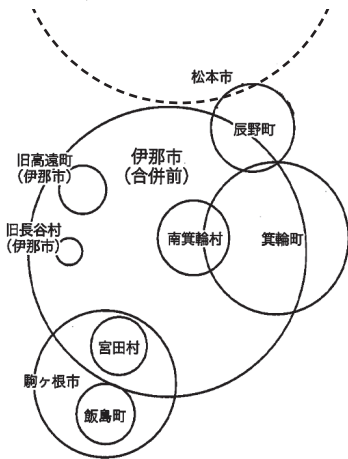 松本市
辰野町
伊那市
(合併前)
旧高遠町
(伊那市)
旧長谷村
(伊那市)
南箕輪村
箕輪町
宮田村
駒ヶ根市
飯島町